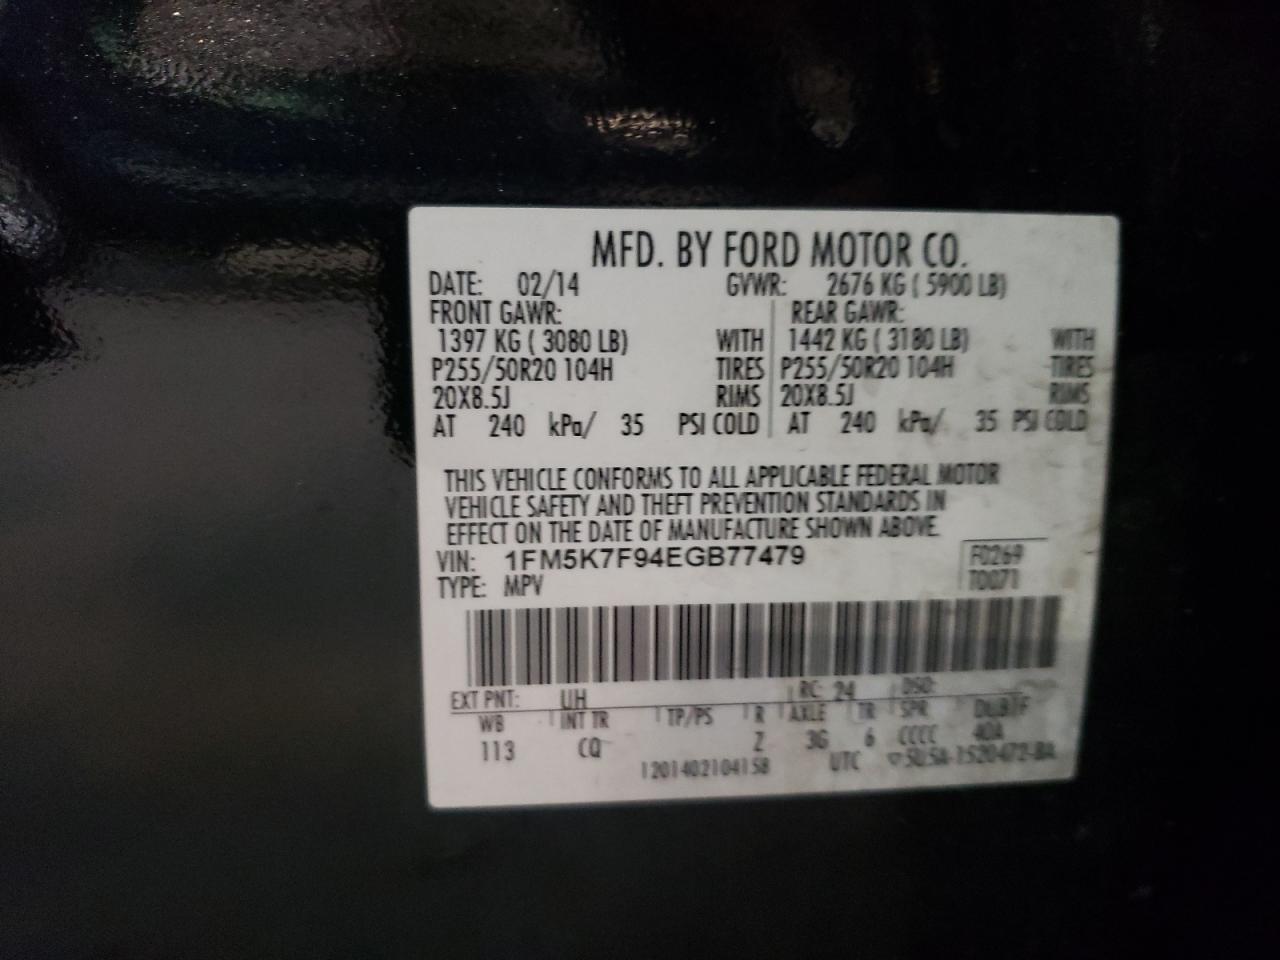 MFD. BY FORD MOTOR CO.
DATE: 02/14 GVWR: 2676 KG ( 5900 LB)
FRONT GAWR: REAR GAWR:
1397 KG ( 3080 LB) WITH 1442 KG ( 3180 LB) WITH
P255/50R20 104H TIRES P255/50R20 104H TIRES
20X8.5J RIMS 20X8.5J RIMS
AT 240 kPa/ 35 PSI COLD AT 240 kPa/ 35 PSI COLD
THIS VEHICLE CONFORMS TO ALL APPLICABLE FEDERAL MOTOR
VEHICLE SAFETY AND THEFT PREVENTION STANDARDS IN
EFFECT ON THE DATE OF MANUFACTURE SHOWN ABOVE.
VIN: 1FM5K7F94EGB77479 F0269
TYPE: MPV T0071
EXT PNT: UH RC: 24 DSO:
WB INT TR TP/PS R AXLE TR SPR
113 CQ Z 3G 6 CCCC 40A
1201402104158 UTC ▽5U5A-1520472-BA